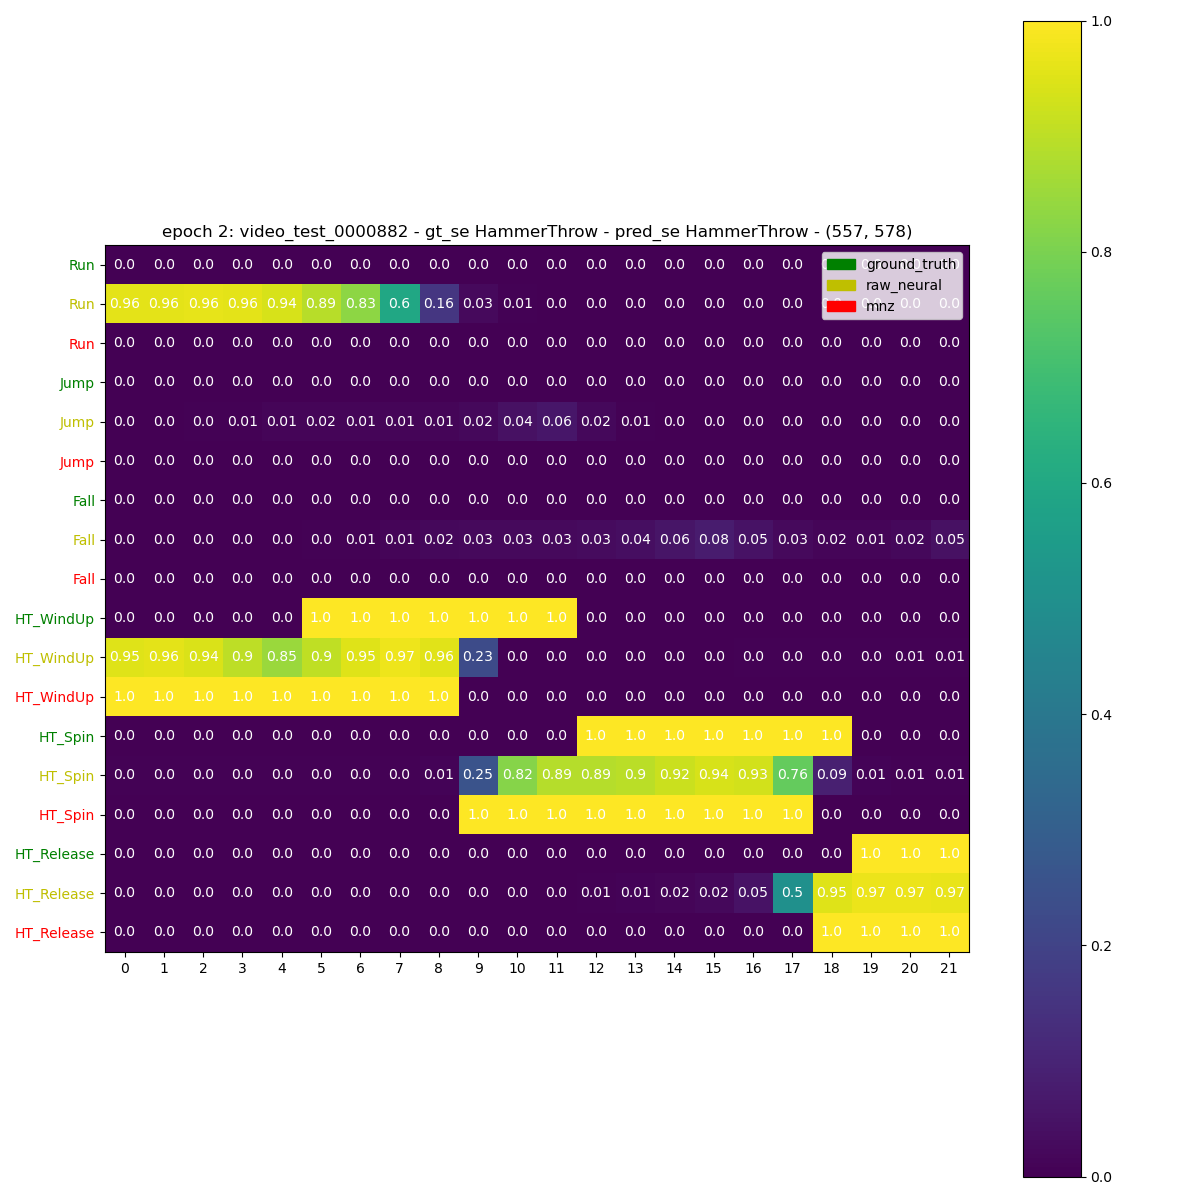 epoch 2: video_test_0000882 - gt_se HammerThrow - pred_se HammerThrow - (557, 578)
ground_truth
raw_neural
mnz
Run 0.0 0.0 0.0 0.0 0.0 0.0 0.0 0.0 0.0 0.0 0.0 0.0 0.0 0.0 0.0 0.0 0.0 0.0
Run 0.96 0.96 0.96 0.96 0.94 0.89 0.83 0.6 0.16 0.03 0.01 0.0 0.0 0.0 0.0 0.0 0.0 0.0 0.0 0.0 0.0 0.0
Run 0.0 0.0 0.0 0.0 0.0 0.0 0.0 0.0 0.0 0.0 0.0 0.0 0.0 0.0 0.0 0.0 0.0 0.0 0.0 0.0 0.0 0.0
Jump 0.0 0.0 0.0 0.0 0.0 0.0 0.0 0.0 0.0 0.0 0.0 0.0 0.0 0.0 0.0 0.0 0.0 0.0 0.0 0.0 0.0 0.0
Jump 0.0 0.0 0.0 0.01 0.01 0.02 0.01 0.01 0.01 0.02 0.04 0.06 0.02 0.01 0.0 0.0 0.0 0.0 0.0 0.0 0.0 0.0
Jump 0.0 0.0 0.0 0.0 0.0 0.0 0.0 0.0 0.0 0.0 0.0 0.0 0.0 0.0 0.0 0.0 0.0 0.0 0.0 0.0 0.0 0.0
Fall 0.0 0.0 0.0 0.0 0.0 0.0 0.0 0.0 0.0 0.0 0.0 0.0 0.0 0.0 0.0 0.0 0.0 0.0 0.0 0.0 0.0 0.0
Fall 0.0 0.0 0.0 0.0 0.0 0.0 0.01 0.01 0.02 0.03 0.03 0.03 0.03 0.04 0.06 0.08 0.05 0.03 0.02 0.01 0.02 0.05
Fall 0.0 0.0 0.0 0.0 0.0 0.0 0.0 0.0 0.0 0.0 0.0 0.0 0.0 0.0 0.0 0.0 0.0 0.0 0.0 0.0 0.0 0.0
HT_WindUp 0.0 0.0 0.0 0.0 0.0 1.0 1.0 1.0 1.0 1.0 1.0 1.0 0.0 0.0 0.0 0.0 0.0 0.0 0.0 0.0 0.0 0.0
HT_WindUp 0.95 0.96 0.94 0.9 0.85 0.9 0.95 0.97 0.96 0.23 0.0 0.0 0.0 0.0 0.0 0.0 0.0 0.0 0.0 0.0 0.01 0.01
HT_WindUp 1.0 1.0 1.0 1.0 1.0 1.0 1.0 1.0 1.0 0.0 0.0 0.0 0.0 0.0 0.0 0.0 0.0 0.0 0.0 0.0 0.0 0.0
HT_Spin 0.0 0.0 0.0 0.0 0.0 0.0 0.0 0.0 0.0 0.0 0.0 0.0 1.0 1.0 1.0 1.0 1.0 1.0 1.0 0.0 0.0 0.0
HT_Spin 0.0 0.0 0.0 0.0 0.0 0.0 0.0 0.0 0.01 0.25 0.82 0.89 0.89 0.9 0.92 0.94 0.93 0.76 0.09 0.01 0.01 0.01
HT_Spin 0.0 0.0 0.0 0.0 0.0 0.0 0.0 0.0 0.0 1.0 1.0 1.0 1.0 1.0 1.0 1.0 1.0 1.0 0.0 0.0 0.0 0.0
HT_Release 0.0 0.0 0.0 0.0 0.0 0.0 0.0 0.0 0.0 0.0 0.0 0.0 0.0 0.0 0.0 0.0 0.0 0.0 0.0 1.0 1.0 1.0
HT_Release 0.0 0.0 0.0 0.0 0.0 0.0 0.0 0.0 0.0 0.0 0.0 0.0 0.01 0.01 0.02 0.02 0.05 0.5 0.95 0.97 0.97 0.97
HT_Release 0.0 0.0 0.0 0.0 0.0 0.0 0.0 0.0 0.0 0.0 0.0 0.0 0.0 0.0 0.0 0.0 0.0 0.0 1.0 1.0 1.0 1.0
0 1 2 3 4 5 6 7 8 9 10 11 12 13 14 15 16 17 18 19 20 21
1.0
0.8
0.6
0.4
0.2
0.0